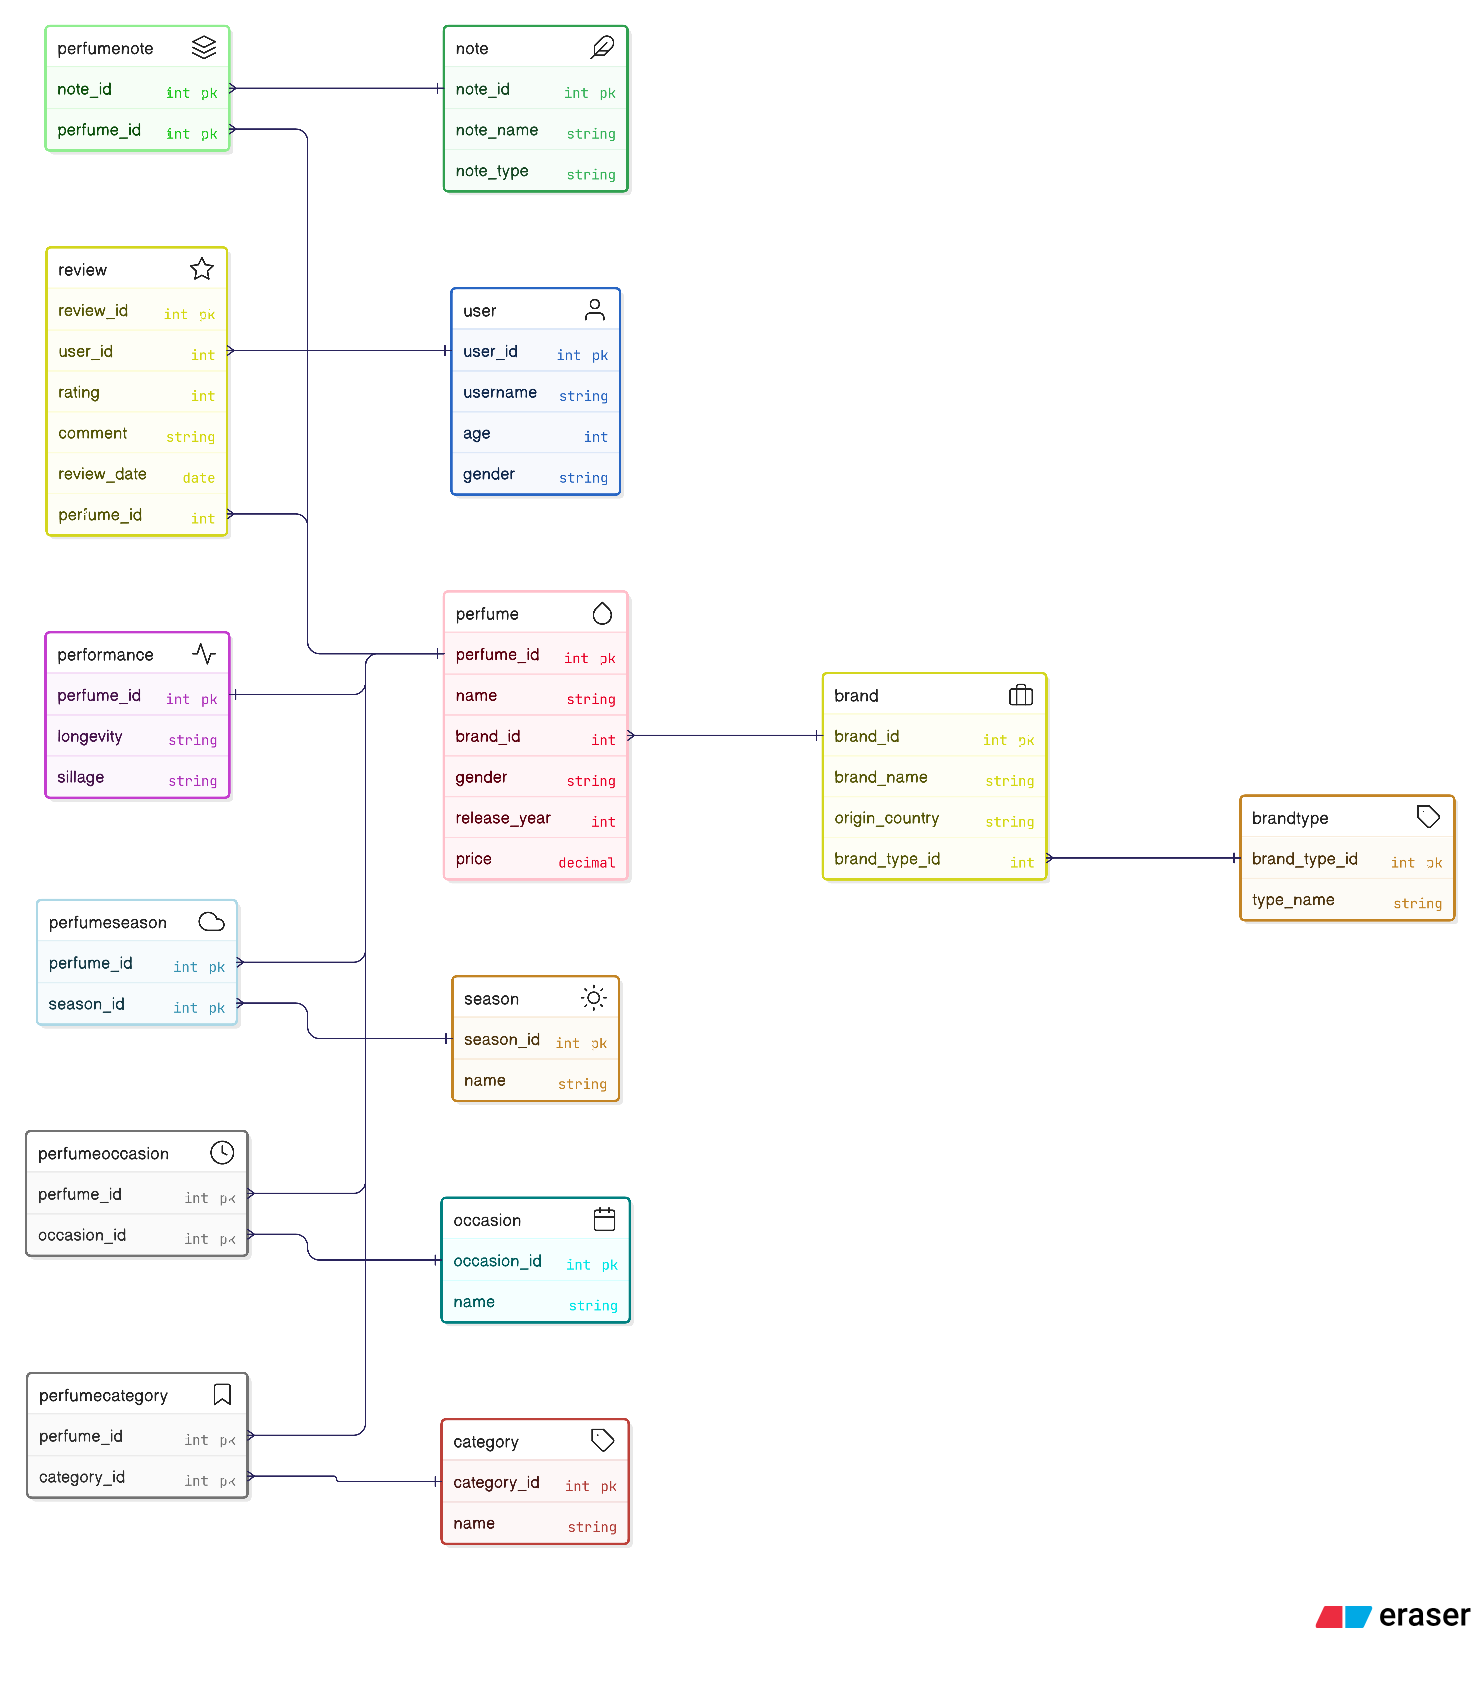 perfumenote
note_id int pk
perfume_id int pk
note
note_id int pk
note_name string
note_type string
review
review_id int pk
user_id int
rating int
comment string
review_date date
perfume_id int
user
user_id int pk
username string
age int
gender string
performance
perfume_id int pk
longevity string
sillage string
perfume
perfume_id int pk
name string
brand_id int
gender string
release_year int
price decimal
brand
brand_id int pk
brand_name string
origin_country string
brand_type_id int
brandtype
brand_type_id int pk
type_name string
perfumeseason
perfume_id int pk
season_id int pk
season
season_id int pk
name string
perfumeoccasion
perfume_id int pk
occasion_id int pk
occasion
occasion_id int pk
name string
perfumecategory
perfume_id int pk
category_id int pk
category
category_id int pk
name string
eraser